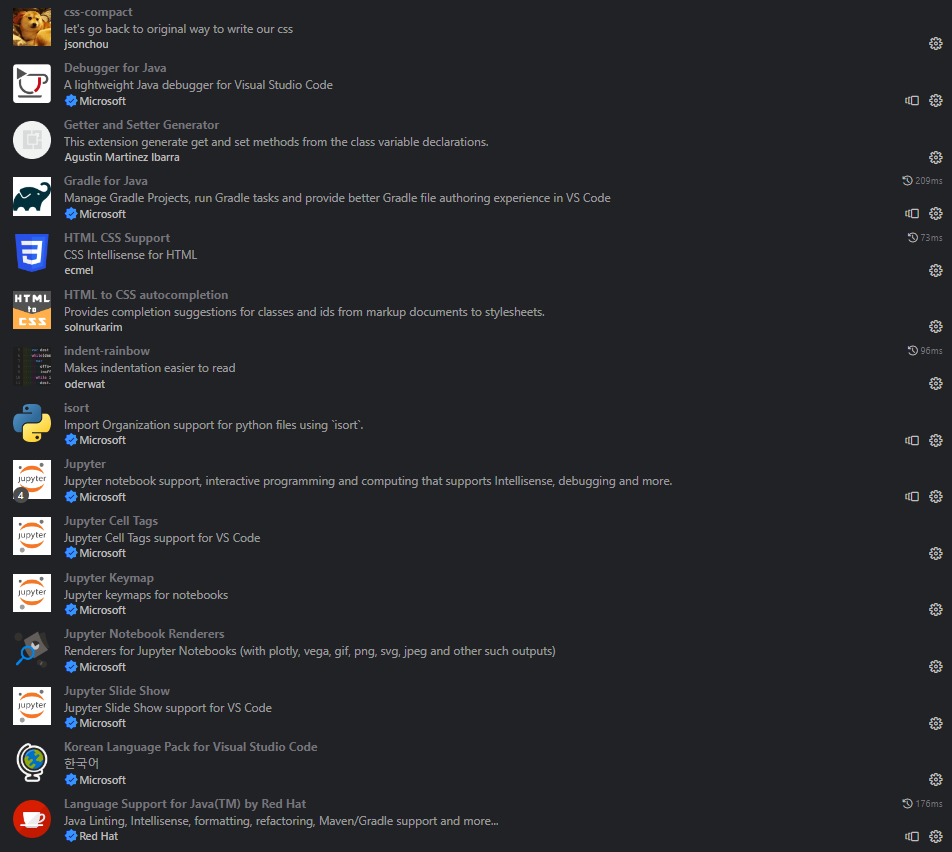 css-compact
let's go back to original way to write our css
jsonchou
Debugger for Java
A lightweight Java debugger for Visual Studio Code
Microsoft
Getter and Setter Generator
This extension generate get and set methods from the class variable declarations.
Agustin Martinez Ibarra
Gradle for Java
209ms
Manage Gradle Projects, run Gradle tasks and provide better Gradle file authoring experience in VS Code
Microsoft
HTML CSS Support
73ms
CSS Intellisense for HTML
ecmel
HTML to CSS
HTML to CSS autocompletion
Provides completion suggestions for classes and ids from markup documents to stylesheets.
solnurkarim
indent-rainbow
96ms
Makes indentation easier to read
oderwat
isort
Import Organization support for python files using `isort`.
Microsoft
jupyter
4
Jupyter
Jupyter notebook support, interactive programming and computing that supports Intellisense, debugging and more.
Microsoft
jupyter
Jupyter Cell Tags
Jupyter Cell Tags support for VS Code
Microsoft
jupyter
Jupyter Keymap
Jupyter keymaps for notebooks
Microsoft
Jupyter Notebook Renderers
Renderers for Jupyter Notebooks (with plotly, vega, gif, png, svg, jpeg and other such outputs)
Microsoft
jupyter
Jupyter Slide Show
Jupyter Slide Show support for VS Code
Microsoft
Korean Language Pack for Visual Studio Code
한국어
Microsoft
Language Support for Java(TM) by Red Hat
176ms
Java Linting, Intellisense, formatting, refactoring, Maven/Gradle support and more...
Red Hat